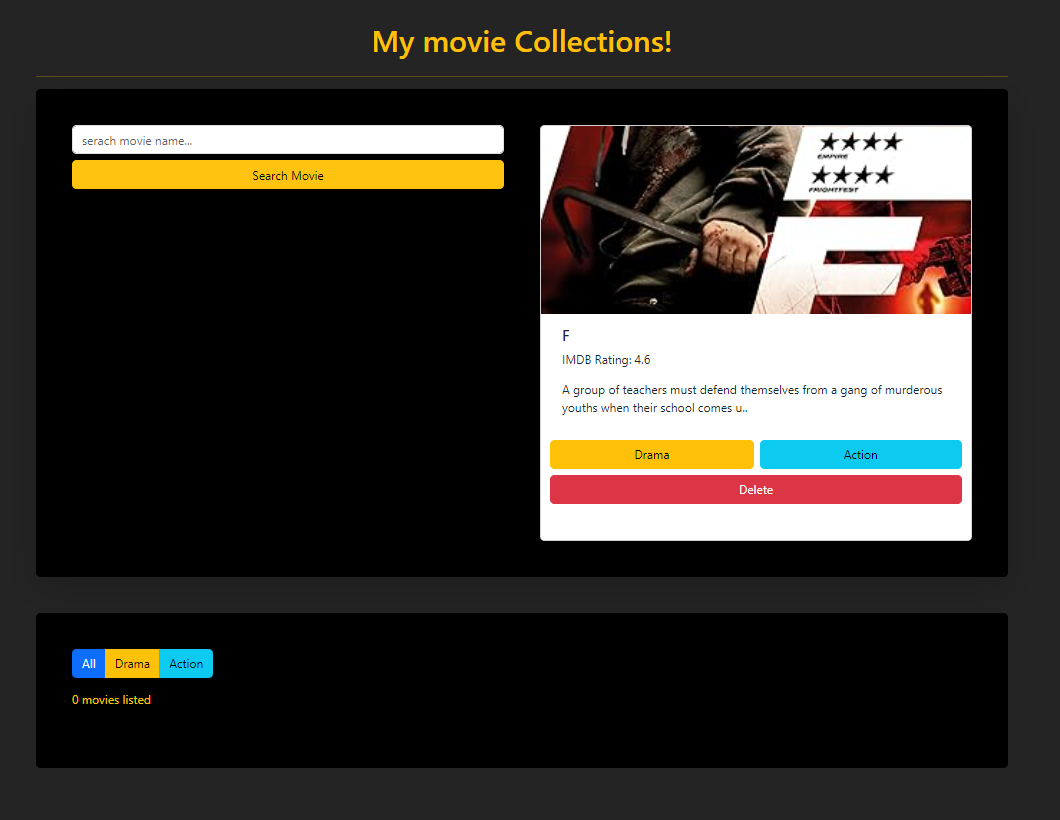 My movie Collections!
serach movie name...
Search Movie
★★★★
EMPIRE
★★★★
FRIGHTFEST
F
F
IMDB Rating: 4.6
A group of teachers must defend themselves from a gang of murderous
youths when their school comes u..
Drama Action
Delete
All Drama Action
0 movies listed